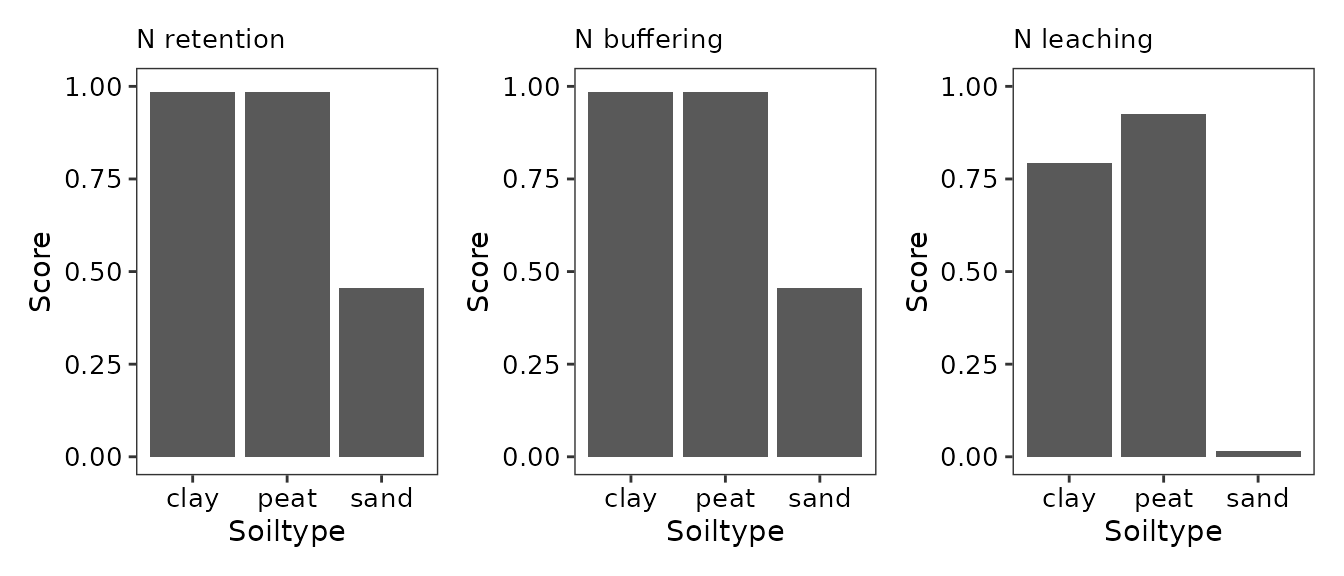 N retention
1.00
0.75
0.50
0.25
0.00
Score
clay peat sand
Soiltype
N buffering
1.00
0.75
0.50
0.25
0.00
Score
clay peat sand
Soiltype
N leaching
1.00
0.75
0.50
0.25
0.00
Score
clay peat sand
Soiltype